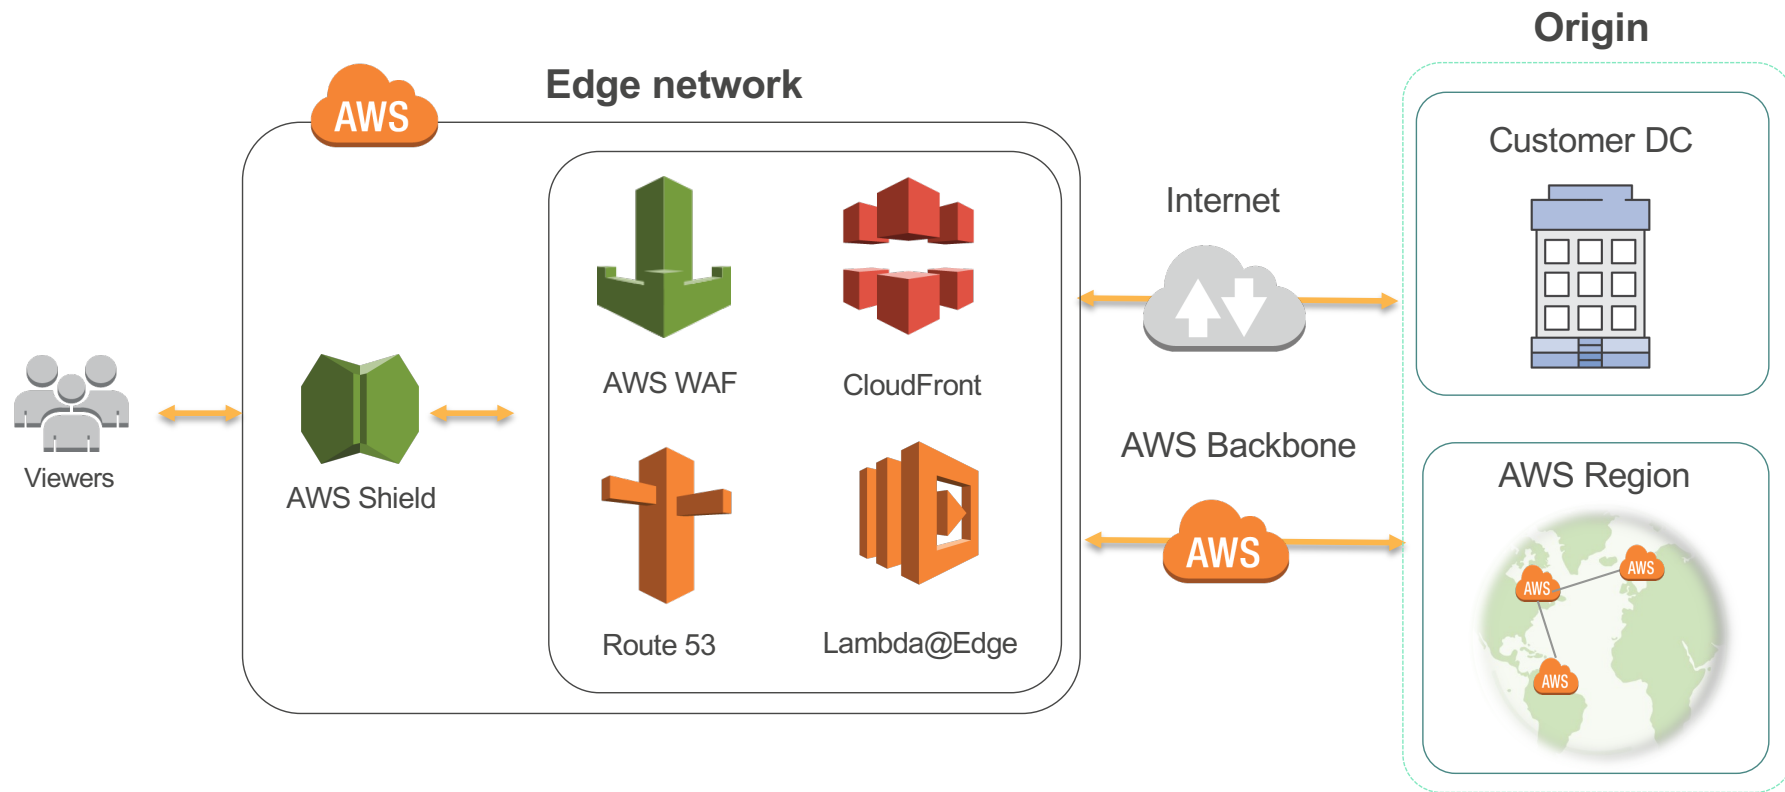 Origin
Edge network
AWS
Customer DC
Internet
AWS WAF
CloudFront
Viewers
AWS Shield
AWS Backbone
AWS
AWS Region
AWS
AWS
AWS
Route 53
Lambda@Edge